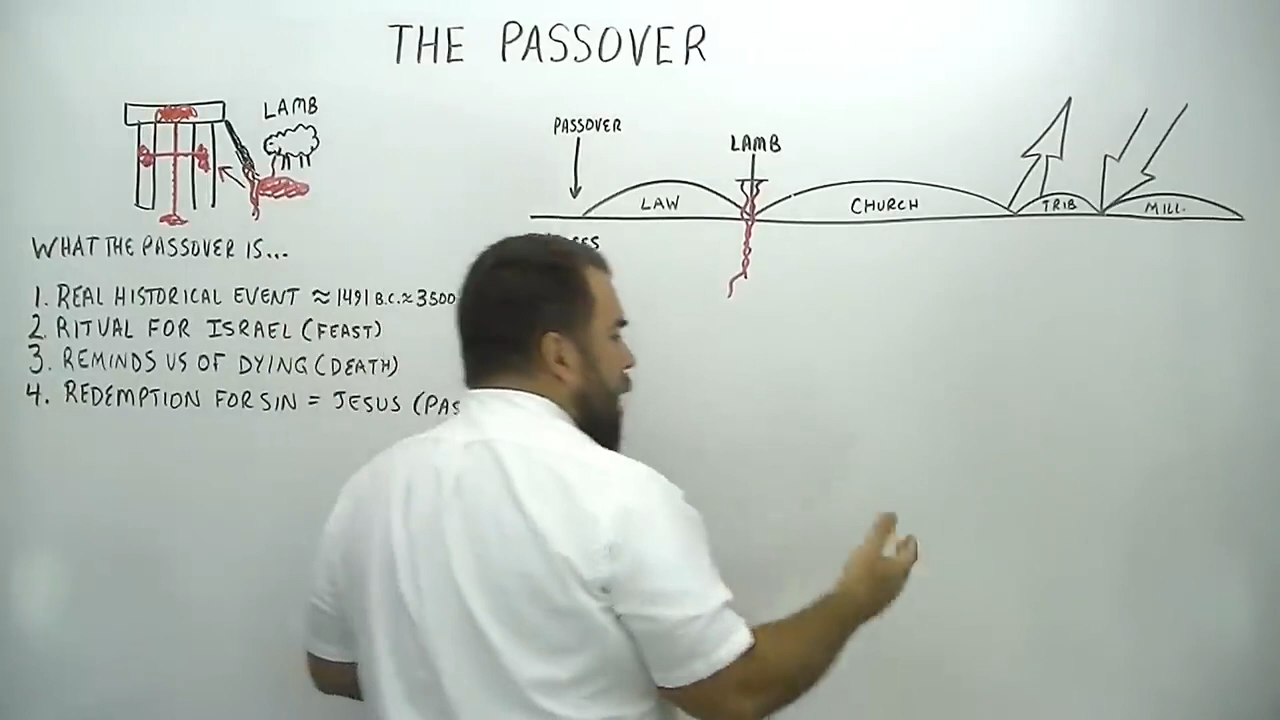 THE PASSOVER
LAMB
PASSOVER
LAMB
LAW
CHURCH
TRIB
MILL.
WHAT THE PASSOVER IS...
1. REAL HISTORICAL EVENT ≈ 1491 B.C. ≈ 3500
2. RITUAL FOR ISRAEL (FEAST)
3. REMINDS US OF DYING (DEATH)
4. REDEMPTION FOR SIN = JESUS (PAS